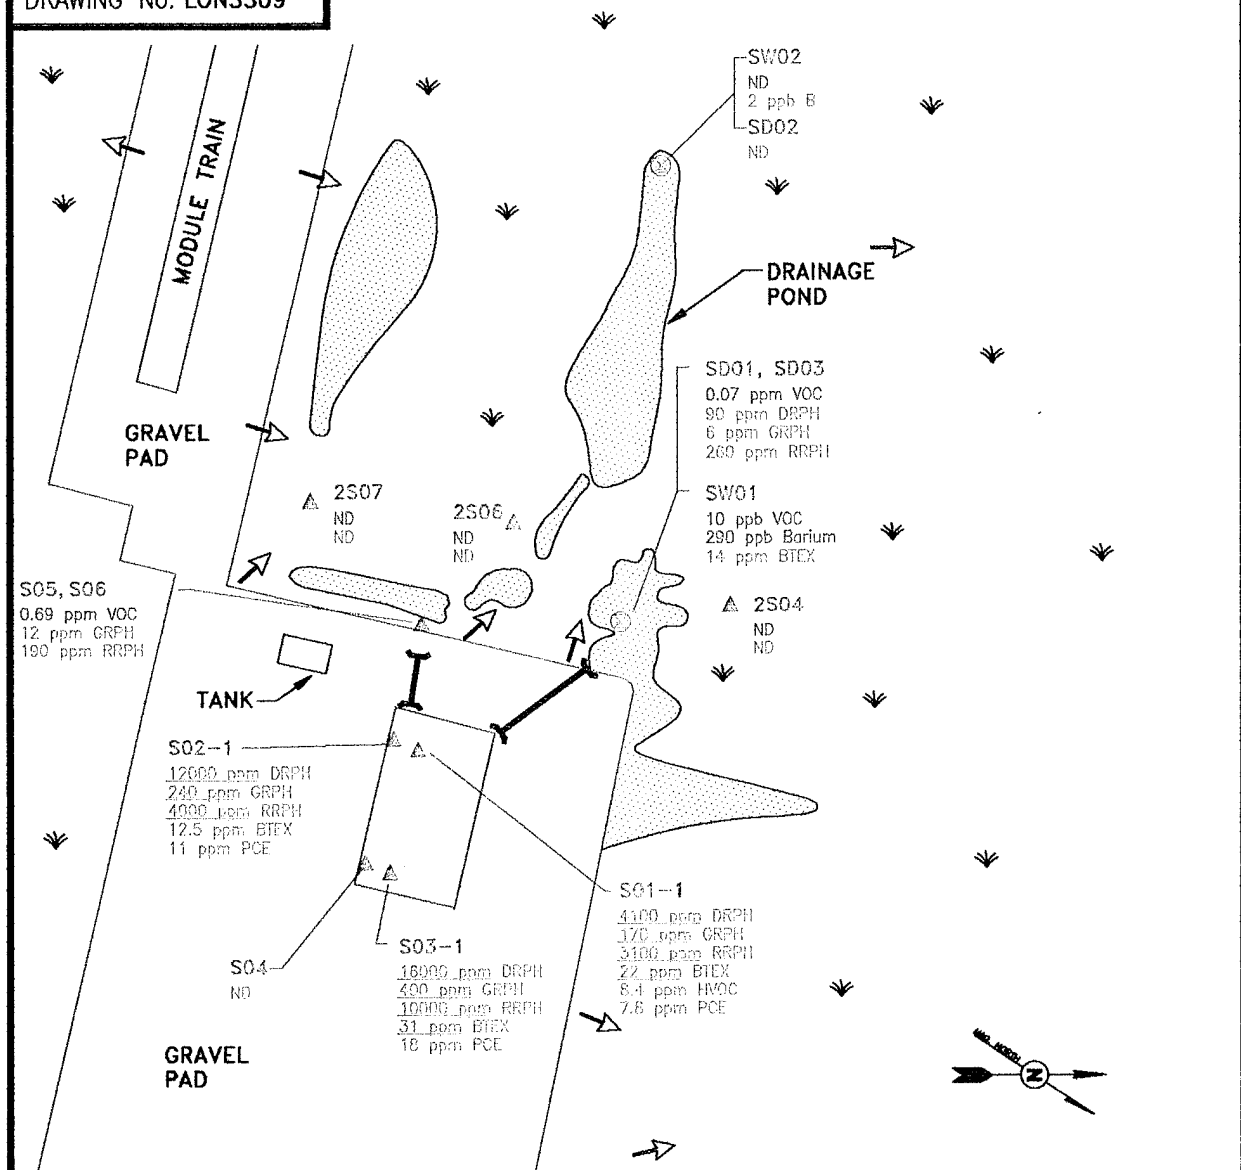 DRAWING No. LON3309
SW02
ND
2 ppb B
SD02
ND
MODULE TRAIN
DRAINAGE
POND
SD01, SD03
0.07 ppm VOC
90 ppm DRPH
6 ppm GRPH
260 ppm RRPH
GRAVEL
PAD
2S07
ND
ND
2S06
ND
ND
SW01
10 ppb VOC
290 ppb Barium
14 ppm BTEX
S05, S06
0.69 ppm VOC
12 ppm GRPH
190 ppm RRPH
2S04
ND
ND
TANK
S02-1
12000 ppm DRPH
240 ppm GRPH
4000 ppm RRPH
12.5 ppm BTEX
11 ppm PCE
S01-1
4100 ppm DRPH
170 ppm GRPH
3100 ppm RRPH
22 ppm BTEX
8.4 ppm HVOC
7.6 ppm PCE
S04
ND
S03-1
16000 ppm DRPH
400 ppm GRPH
10000 ppm RRPH
31 ppm BTEX
18 ppm PCE
GRAVEL
PAD
NORTH
N